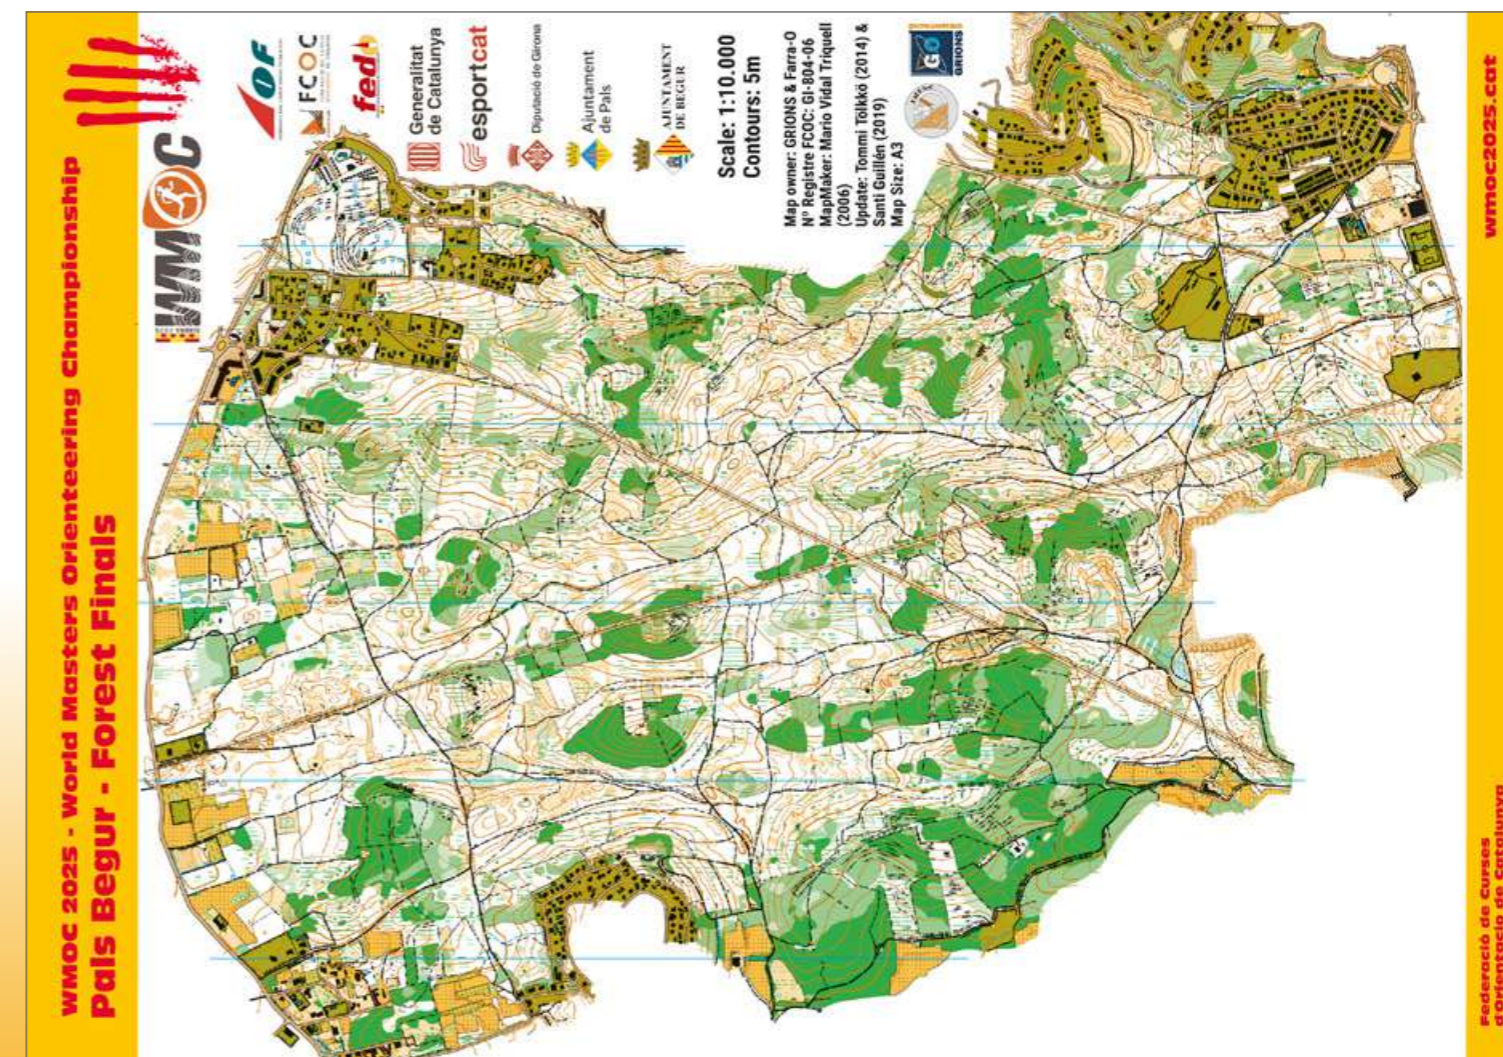 WMOC 2025 - World Masters Orienteering Championship
Pals Begur - Forest Finals
WMOC
IOF
FCOC
fedo
Generalitat
de Catalunya
esportcat
Diputació de Girona
Ajuntament
de Pals
AJUNTAMENT
DE BEGUR
Scale: 1:10.000
Contours: 5m
Map owner: GRIONS & Farra-O
Nº Registre FCOC: GI-804-06
MapMaker: Mario Vidal Triquell
(2006)
Update: Tommi Tölkkö (2014) &
Santi Guillén (2019)
Map Size: A3
GO
GRIONS
wmoc2025.cat
Federació de Curses
d'Orientació de Catalunya